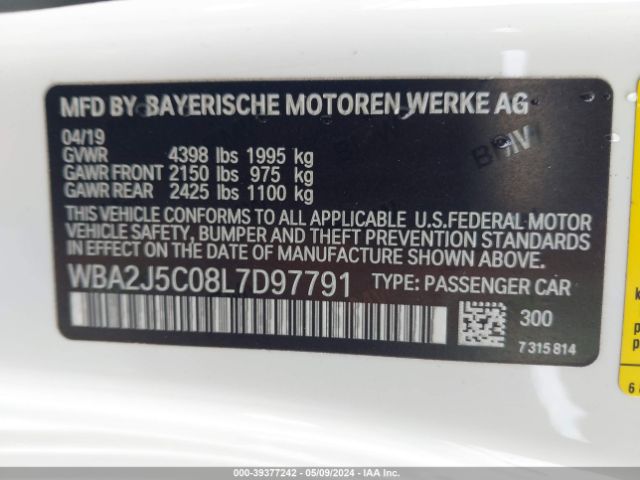 MFD BY BAYERISCHE MOTOREN WERKE AG
04/19
GVWR 4398 lbs 1995 kg
GAWR FRONT 2150 lbs 975 kg
GAWR REAR 2425 lbs 1100 kg
BMW
THIS VEHICLE CONFORMS TO ALL APPLICABLE U.S.FEDERAL MOTOR
VEHICLE SAFETY, BUMPER AND THEFT PREVENTION STANDARDS
IN EFFECT ON THE DATE OF MANUFACTURE SHOWN ABOVE.
WBA2J5C08L7D97791 TYPE: PASSENGER CAR
300
7 315 814
000-39377242 - 05/09/2024 - IAA Inc.